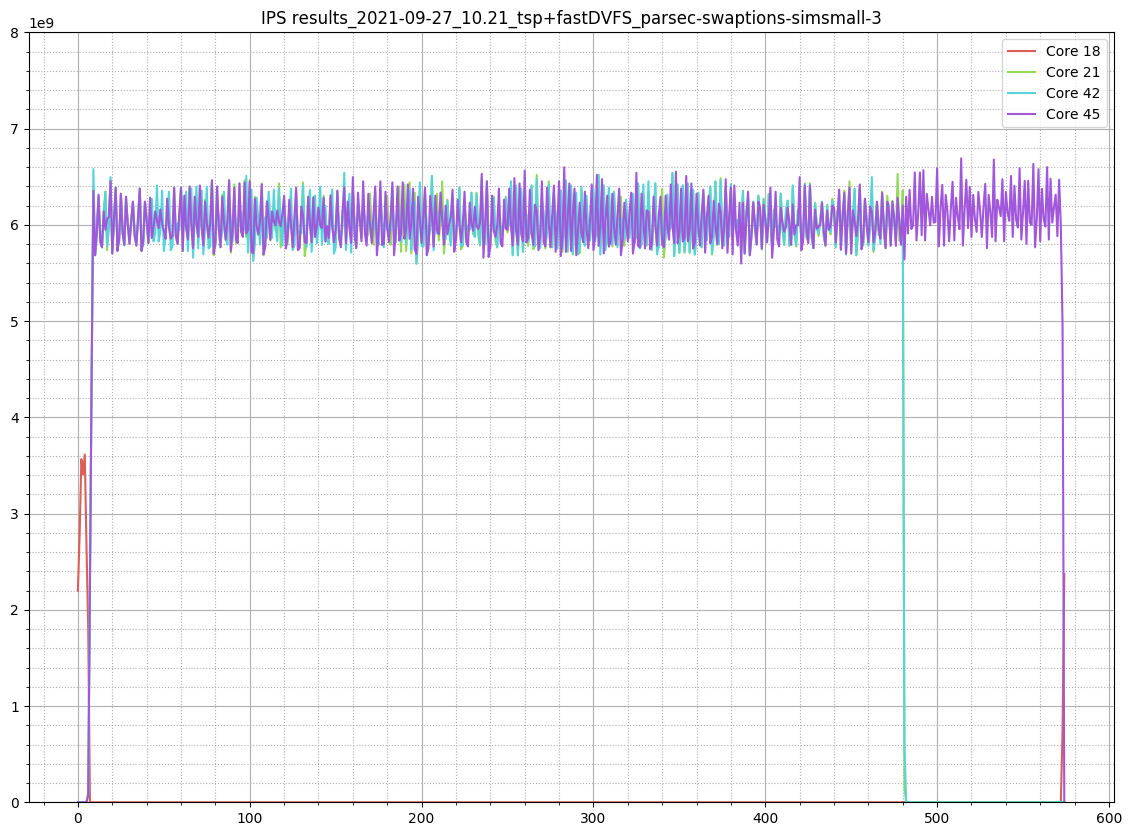 IPS results_2021-09-27_10.21_tsp+fastDVFS_parsec-swaptions-simsmall-3
1e9
8
7
6
5
4
3
2
1
0
Core 18
Core 21
Core 42
Core 45
0 100 200 300 400 500 600